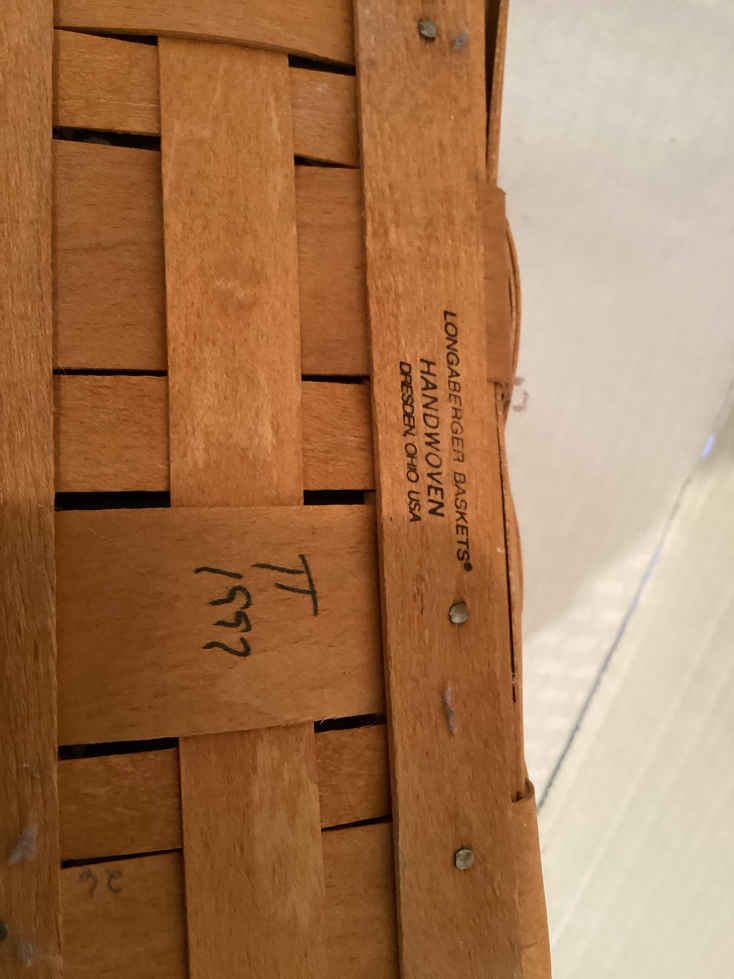 LONGABERGER BASKETS®
HANDWOVEN
DRESDEN, OHIO USA
TT
1997